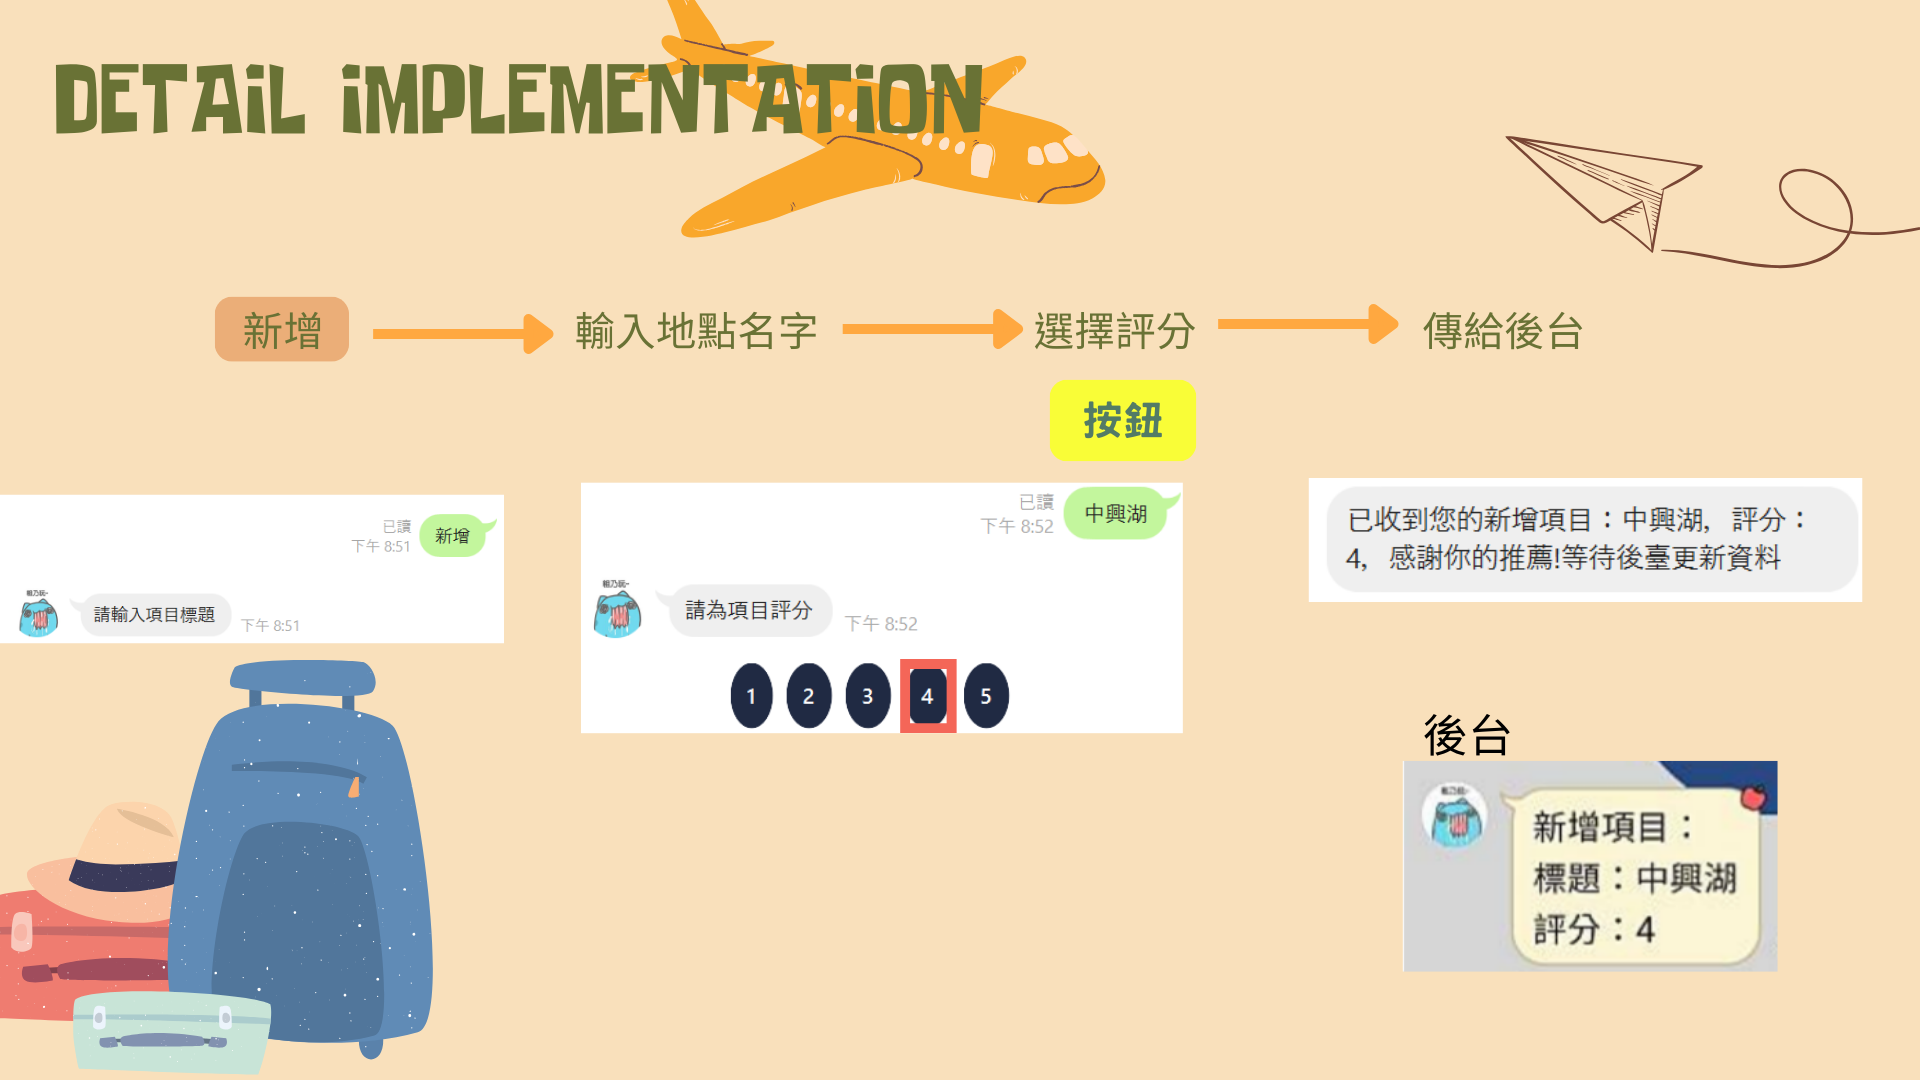 DETAIL IMPLEMENTATION
新增
輸入地點名字
選擇評分
傳給後台
按鈕
已讀
下午 8:51
新增
請輸入項目標題
下午 8:51
已讀
下午 8:52
中興湖
請為項目評分
下午 8:52
1 2 3 4 5
已收到您的新增項目：中興湖, 評分：
4, 感謝你的推薦!等待後臺更新資料
後台
新增項目：
標題：中興湖
評分：4